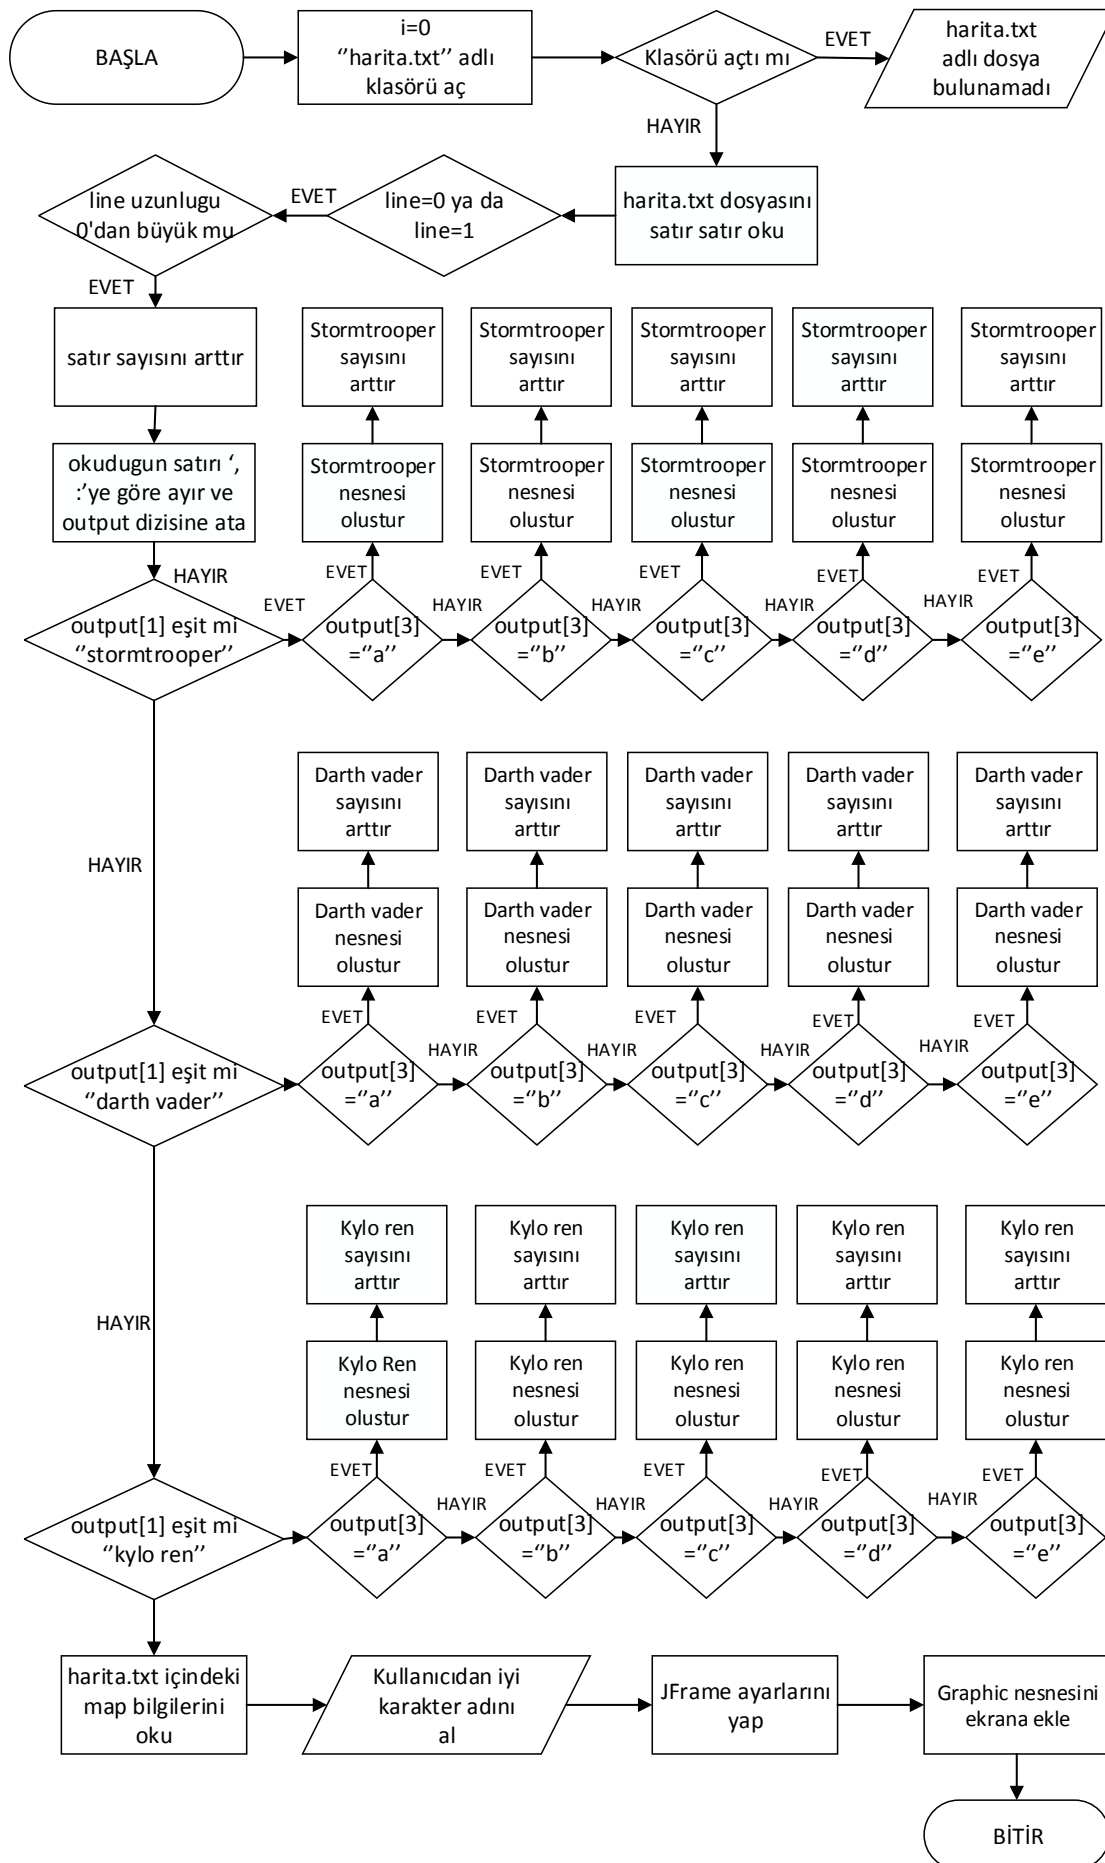 BAŞLA
i=0
‘’harita.txt’’ adlı
klasörü aç
Klasörü açtı mı
EVET
harita.txt
adlı dosya
bulunamadı
HAYIR
line uzunlugu
0'dan büyük mu
EVET
line=0 ya da
line=1
harita.txt dosyasını
satır satır oku
EVET
satır sayısını arttır
Stormtrooper
sayısını
arttır
Stormtrooper
sayısını
arttır
Stormtrooper
sayısını
arttır
Stormtrooper
sayısını
arttır
Stormtrooper
sayısını
arttır
okudugun satırı ‘,
:’ye göre ayır ve
output dizisine ata
Stormtrooper
nesnesi
olustur
Stormtrooper
nesnesi
olustur
Stormtrooper
nesnesi
olustur
Stormtrooper
nesnesi
olustur
Stormtrooper
nesnesi
olustur
HAYIR
EVET
EVET
EVET
EVET
EVET
output[1] eşit mi
‘’stormtrooper’’
EVET
output[3]
=‘’a’’
HAYIR
output[3]
=‘’b’’
HAYIR
output[3]
=‘’c’’
HAYIR
output[3]
=‘’d’’
HAYIR
output[3]
=‘’e’’
HAYIR
Darth vader
sayısını
arttır
Darth vader
sayısını
arttır
Darth vader
sayısını
arttır
Darth vader
sayısını
arttır
Darth vader
sayısını
arttır
Darth vader
nesnesi
olustur
Darth vader
nesnesi
olustur
Darth vader
nesnesi
olustur
Darth vader
nesnesi
olustur
Darth vader
nesnesi
olustur
EVET
EVET
EVET
EVET
EVET
output[1] eşit mi
‘’darth vader’’
output[3]
=‘’a’’
HAYIR
output[3]
=‘’b’’
HAYIR
output[3]
=‘’c’’
HAYIR
output[3]
=‘’d’’
HAYIR
output[3]
=‘’e’’
HAYIR
Kylo ren
sayısını
arttır
Kylo ren
sayısını
arttır
Kylo ren
sayısını
arttır
Kylo ren
sayısını
arttır
Kylo ren
sayısını
arttır
Kylo Ren
nesnesi
olustur
Kylo ren
nesnesi
olustur
Kylo ren
nesnesi
olustur
Kylo ren
nesnesi
olustur
Kylo ren
nesnesi
olustur
EVET
EVET
EVET
EVET
EVET
output[1] eşit mi
‘’kylo ren’’
output[3]
=‘’a’’
HAYIR
output[3]
=‘’b’’
HAYIR
output[3]
=‘’c’’
HAYIR
output[3]
=‘’d’’
HAYIR
output[3]
=‘’e’’
harita.txt içindeki
map bilgilerini
oku
Kullanıcıdan iyi
karakter adını
al
JFrame ayarlarını
yap
Graphic nesnesini
ekrana ekle
BİTİR